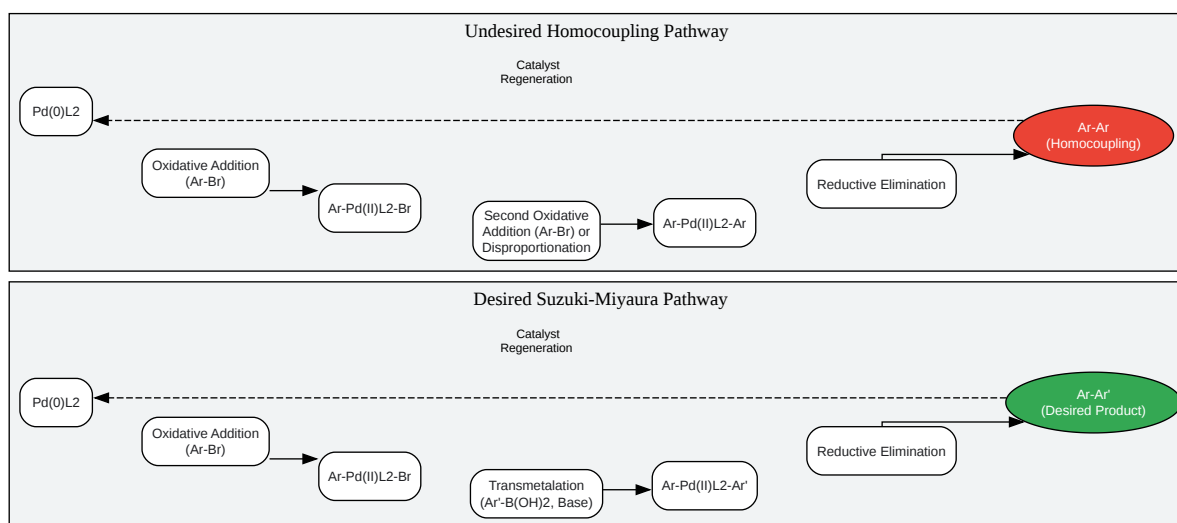 Undesired Homocoupling Pathway
Catalyst
Regeneration
Pd(0)L2
Ar-Ar
(Homocoupling)
Oxidative Addition
(Ar-Br)
Reductive Elimination
Ar-Pd(II)L2-Br
Second Oxidative
Addition (Ar-Br) or
Disproportionation
Ar-Pd(II)L2-Ar
Desired Suzuki-Miyaura Pathway
Catalyst
Regeneration
Pd(0)L2
Ar-Ar'
(Desired Product)
Oxidative Addition
(Ar-Br)
Reductive Elimination
Ar-Pd(II)L2-Br
Transmetalation
(Ar'-B(OH)2, Base)
Ar-Pd(II)L2-Ar'